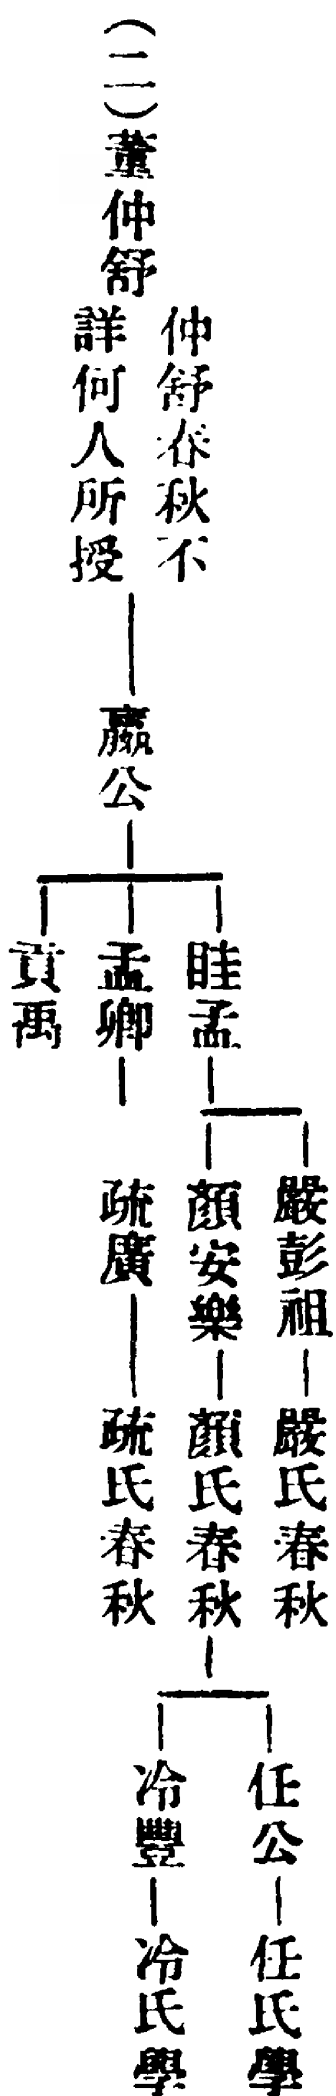 （二）董仲舒
仲舒春秋不
詳何人所授
嬴公
眭孟
孟卿
貢禹
嚴彭祖
嚴氏春秋
顏安樂
顏氏春秋
疏廣
疏氏春秋
任公
任氏學
冷豐
冷氏學